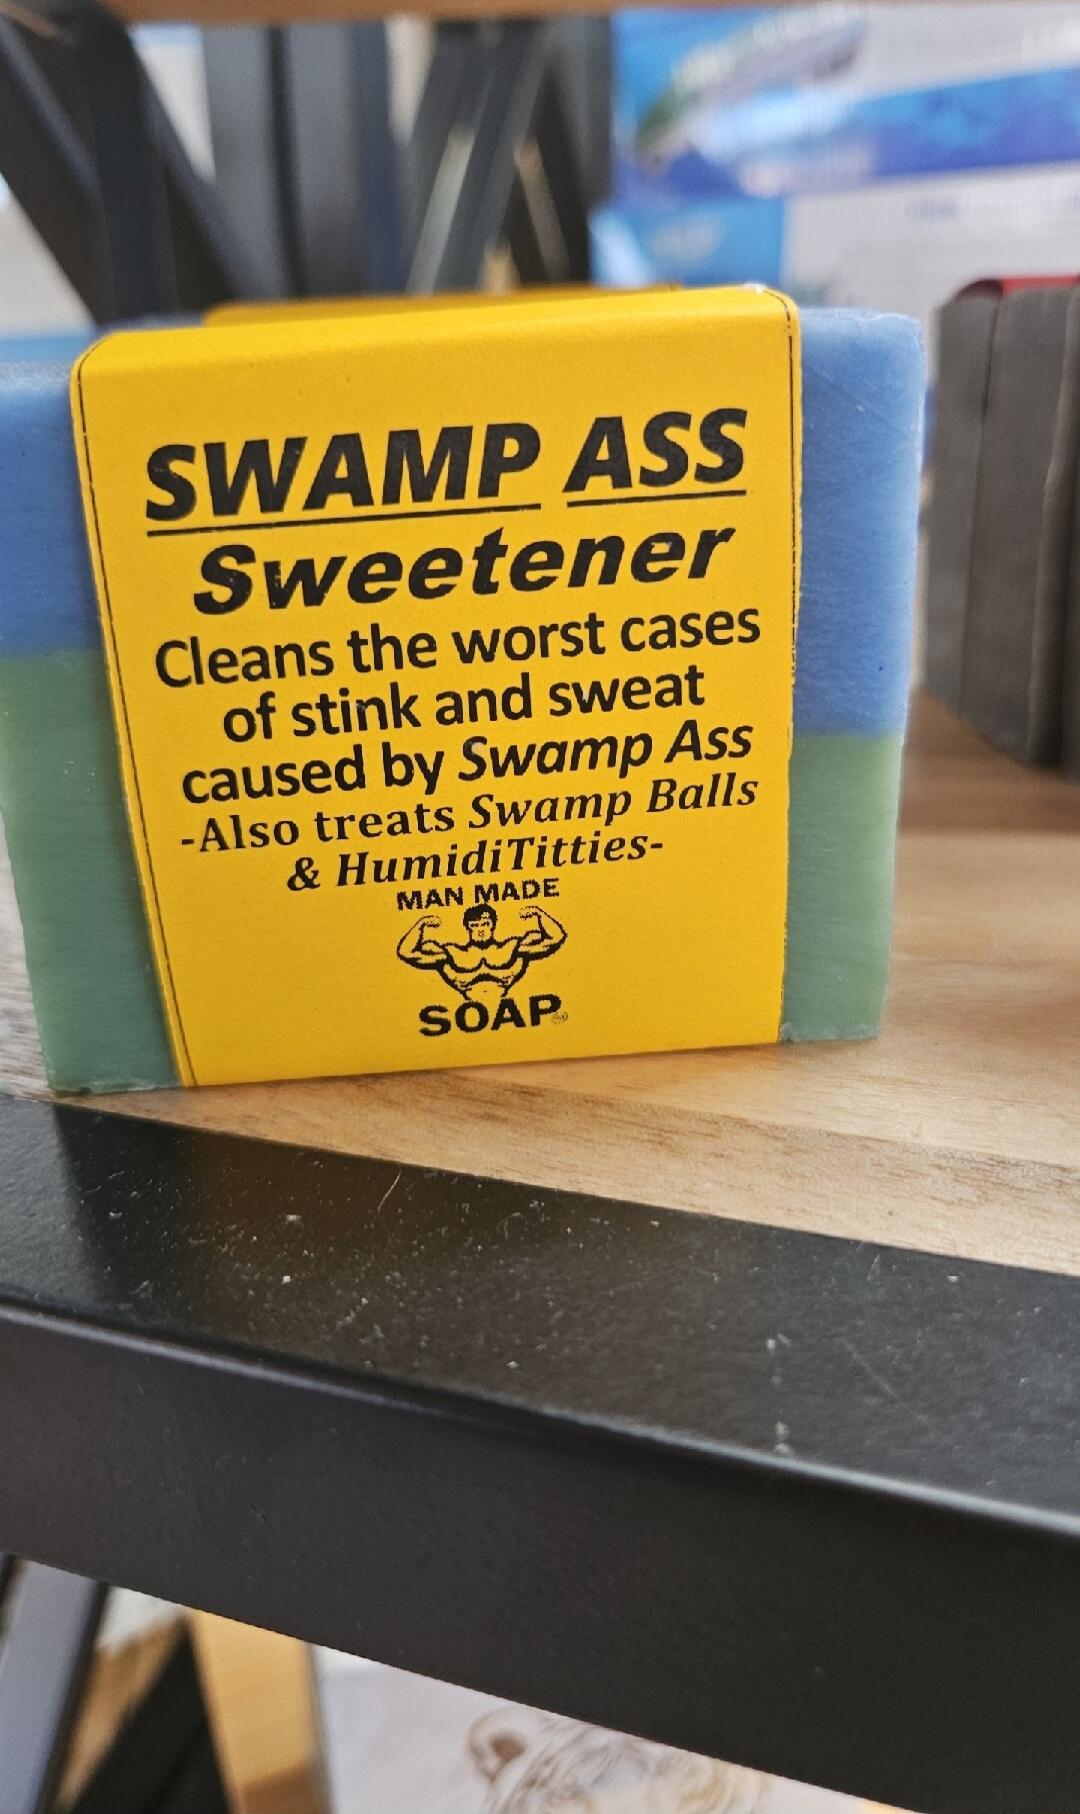 SWAMP ASS
Sweetener
Cleans the worst cases
of stink and sweat
caused by Swamp Ass
-Also treats Swamp Balls
& HumidiTitties-
MAN MADE
SOAP